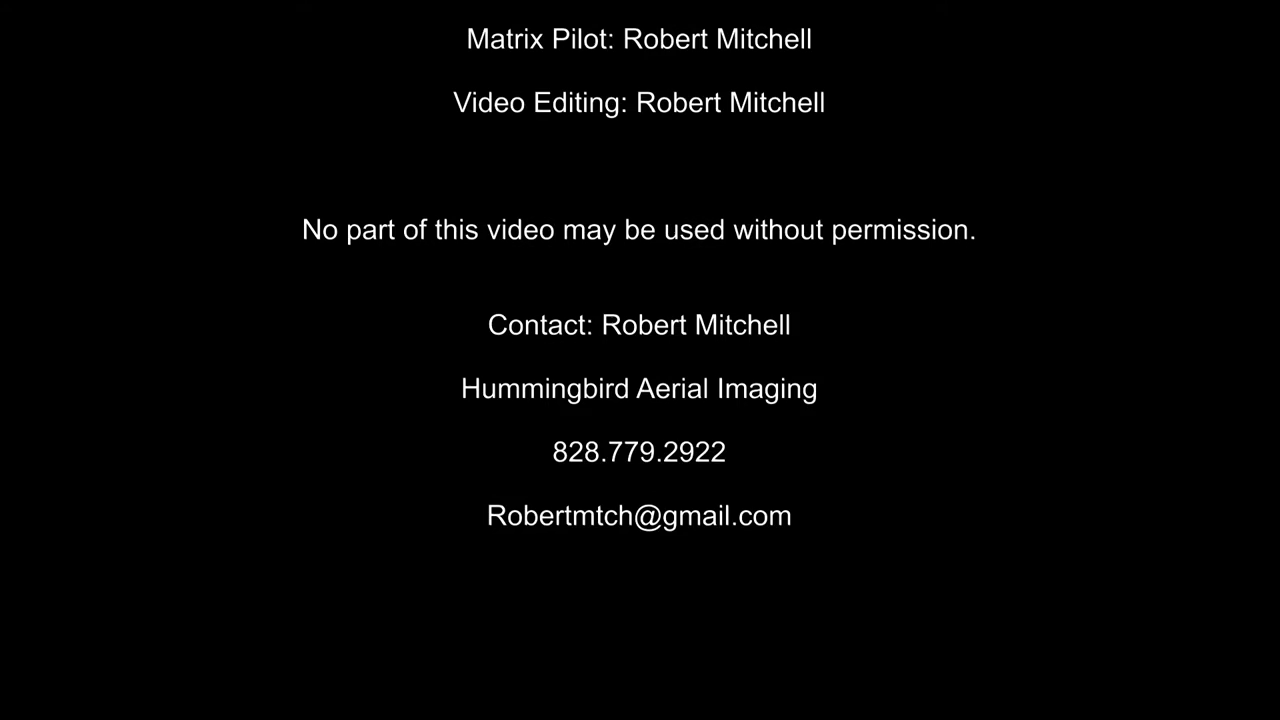 Matrix Pilot: Robert Mitchell
Video Editing: Robert Mitchell
No part of this video may be used without permission.
Contact: Robert Mitchell
Hummingbird Aerial Imaging
828.779.2922
Robertmtch@gmail.com